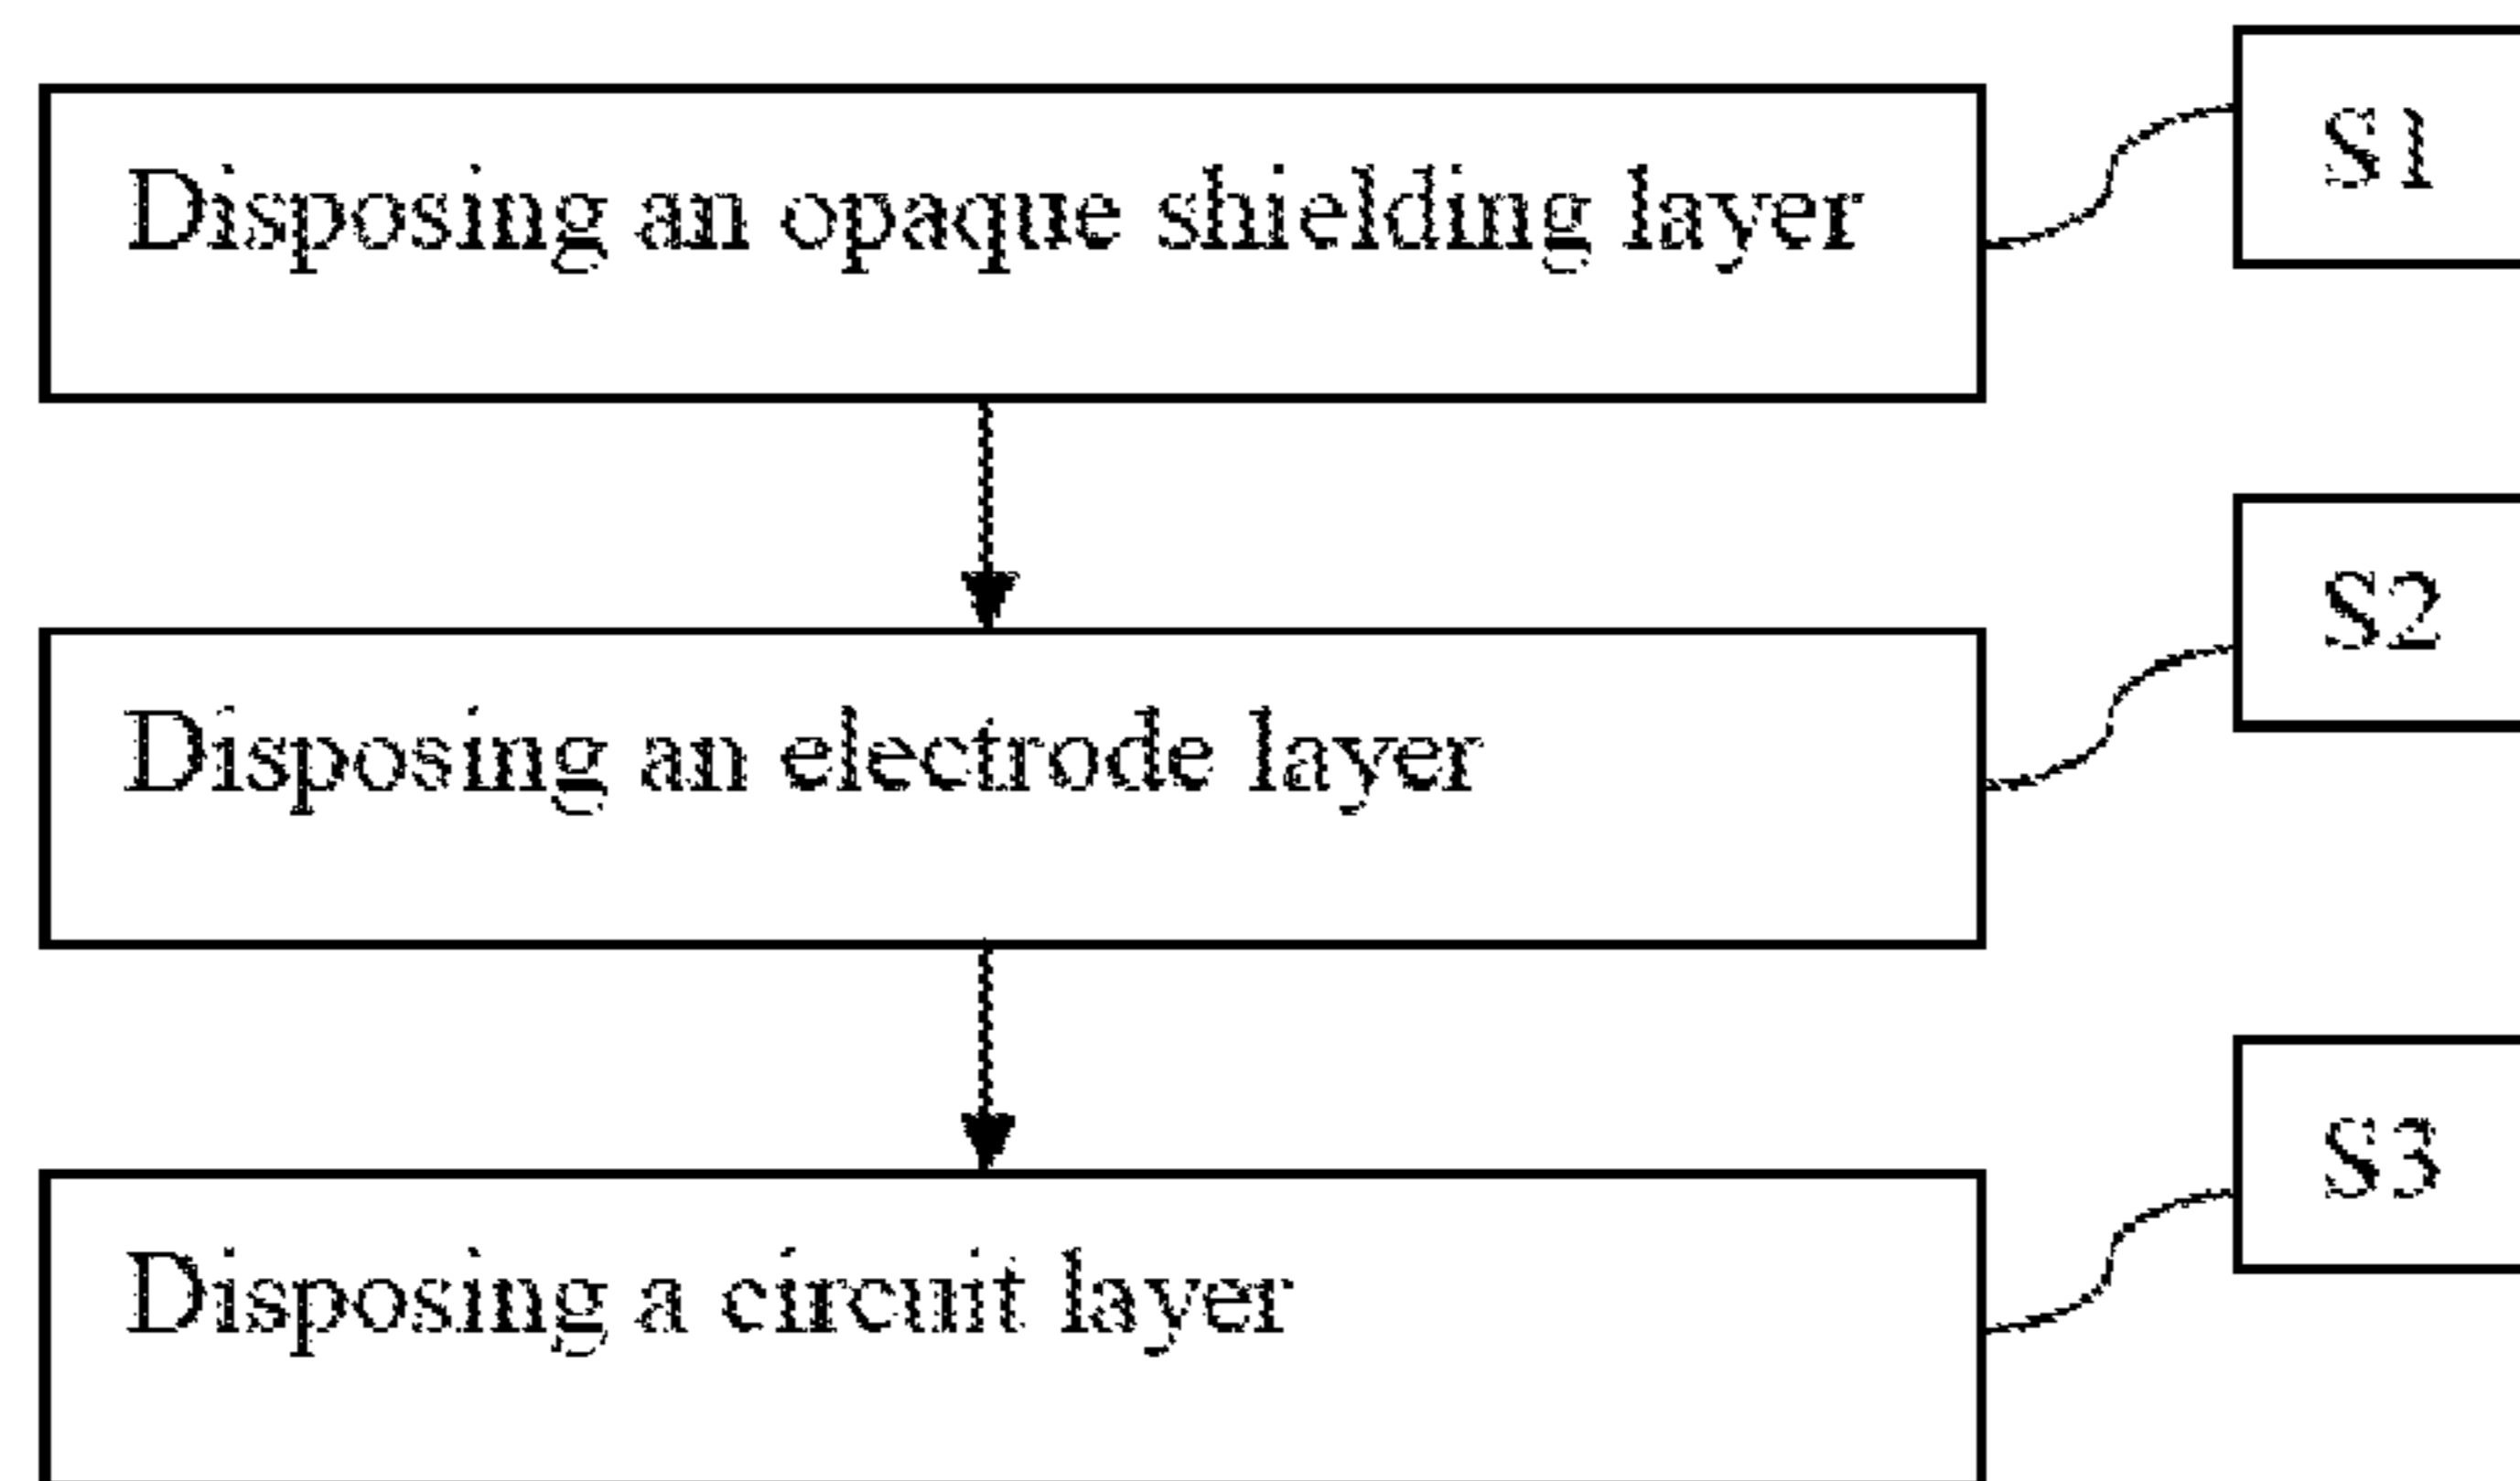 Disposing an opaque shielding layer
S1
Disposing an electrode layer
S2
Disposing a circuit layer
S3